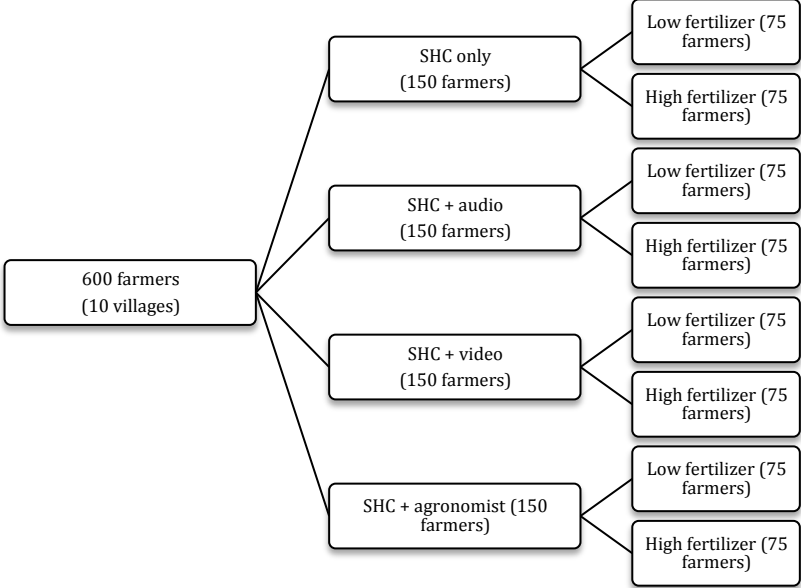 600 farmers
(10 villages)
SHC only
(150 farmers)
Low fertilizer (75
farmers)
High fertilizer (75
farmers)
SHC + audio
(150 farmers)
Low fertilizer (75
farmers)
High fertilizer (75
farmers)
SHC + video
(150 farmers)
Low fertilizer (75
farmers)
High fertilizer (75
farmers)
SHC + agronomist (150
farmers)
Low fertilizer (75
farmers)
High fertilizer (75
farmers)